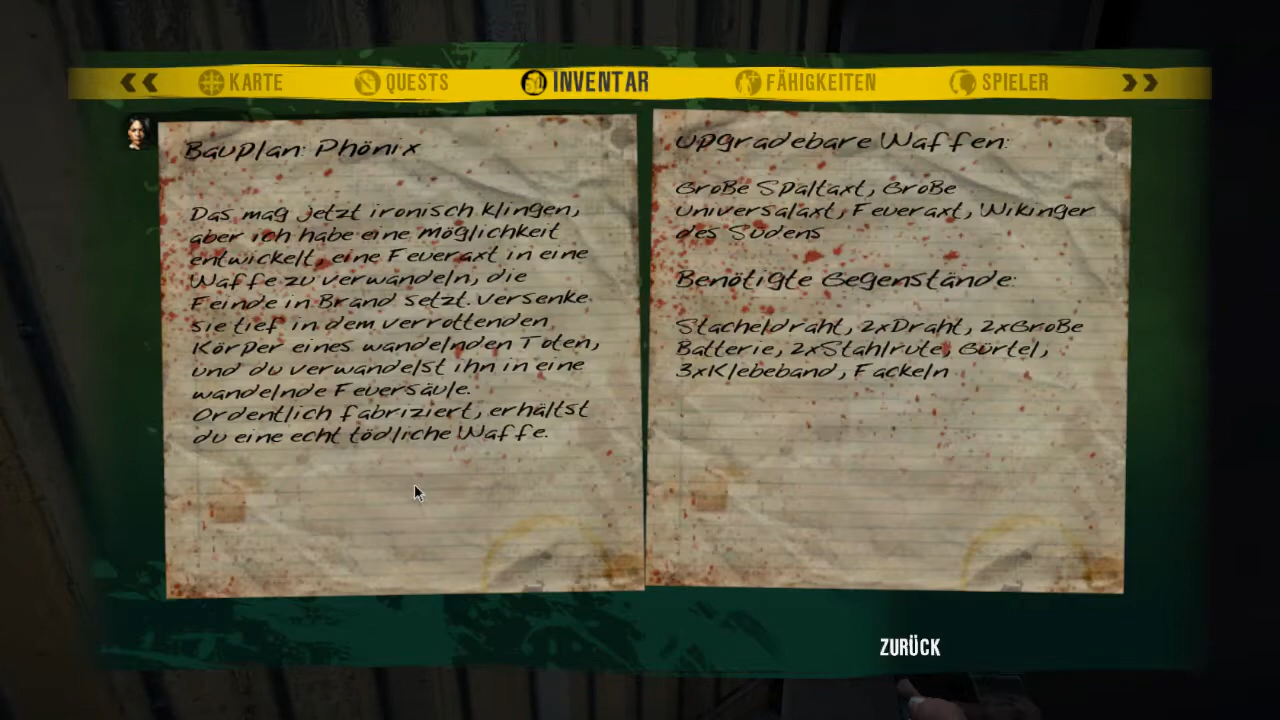 KARTE
QUESTS
INVENTAR
FÄHIGKEITEN
SPIELER
Bauplan: Phönix
Das mag jetzt ironisch klingen,
aber ich habe eine möglichkeit
entwickelt, eine Feueraxt in eine
Waffe zu verwandeln, die
Feinde in Brand setzt. Versenke
sie tief in dem verrottenden
Körper eines wandelnden Toten,
und du verwandelst ihn in eine
wandelnde Feuersäule.
Ordentlich fabriziert, erhältst
du eine echt tödliche Waffe.
Upgradebare Waffen:
Große Spaltaxt, Große
Universalaxt, Feueraxt, Wikinger
des Südens
Benötigte Gegenstände:
Stacheldraht, 2xDraht, 2xGroße
Batterie, 2xStahlrute, Gürtel,
3xKlebeband, Fackeln
ZURÜCK